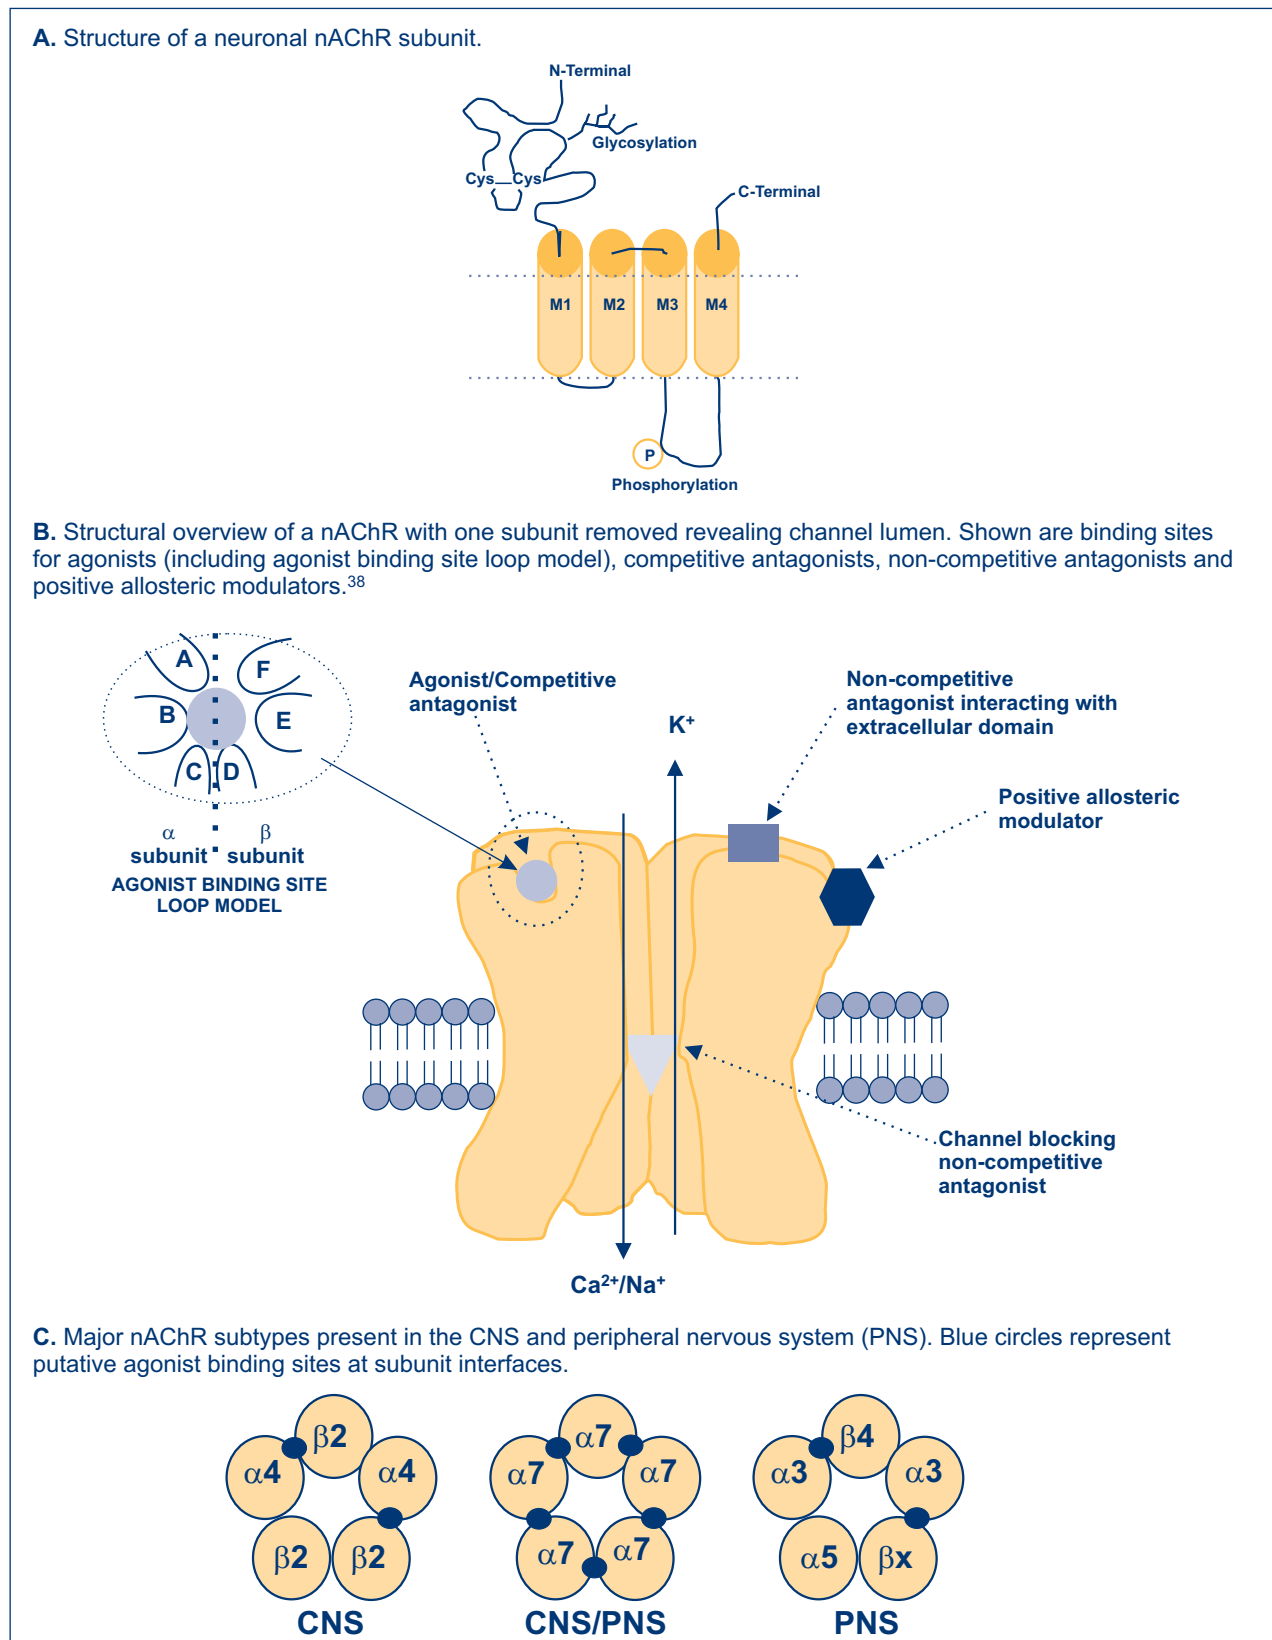 A. Structure of a neuronal nAChR subunit.
N-Terminal
Glycosylation
Cys Cys
C-Terminal
M1 M2 M3 M4
P
Phosphorylation
B. Structural overview of a nAChR with one subunit removed revealing channel lumen. Shown are binding sites
for agonists (including agonist binding site loop model), competitive antagonists, non-competitive antagonists and
positive allosteric modulators.³⁸
A F
B E
C D
α β
subunit subunit
AGONIST BINDING SITE
LOOP MODEL
Agonist/Competitive
antagonist
K⁺
Non-competitive
antagonist interacting with
extracellular domain
Positive allosteric
modulator
Channel blocking
non-competitive
antagonist
Ca²⁺/Na⁺
C. Major nAChR subtypes present in the CNS and peripheral nervous system (PNS). Blue circles represent
putative agonist binding sites at subunit interfaces.
β2
α4 α4
β2 β2
CNS
α7
α7 α7
α7 α7
CNS/PNS
β4
α3 α3
α5 βx
PNS